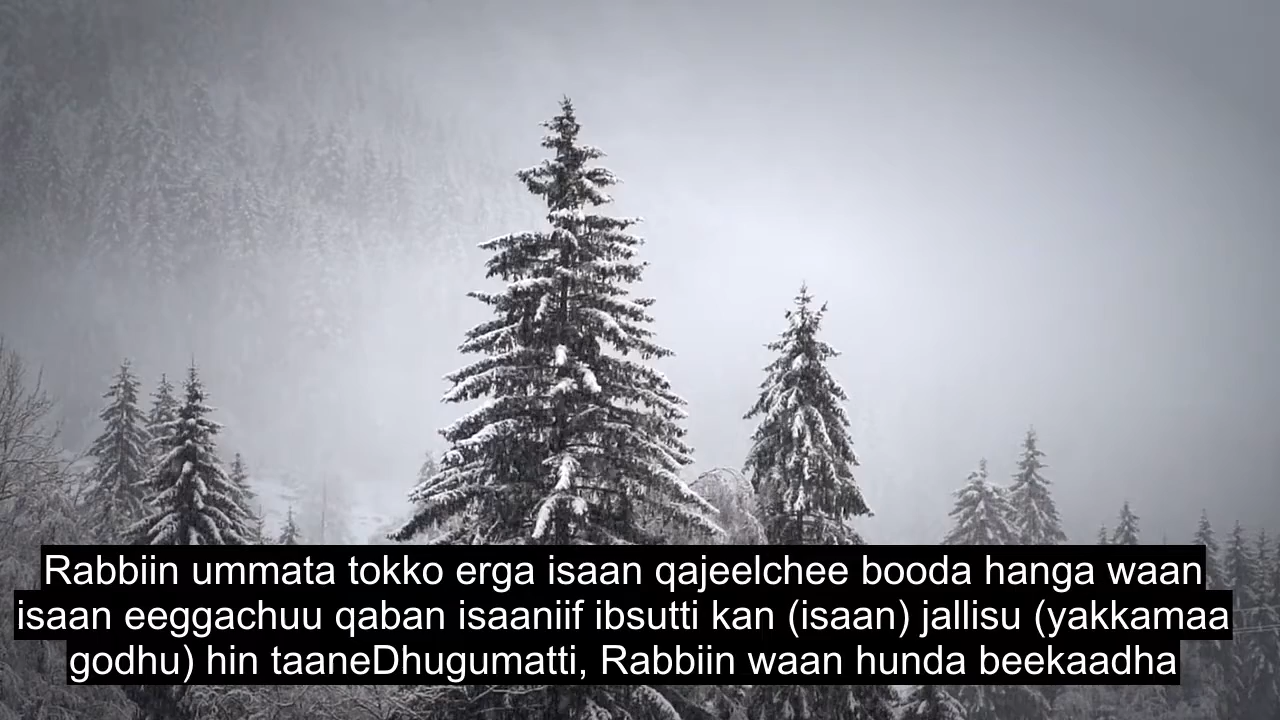 Rabbiin ummata tokko erga isaan qajeelchee booda hanga waan
isaan eeggachuu qaban isaaniif ibsutti kan (isaan) jallisu (yakkamaa
godhu) hin taaneDhugumatti, Rabbiin waan hunda beekaadha